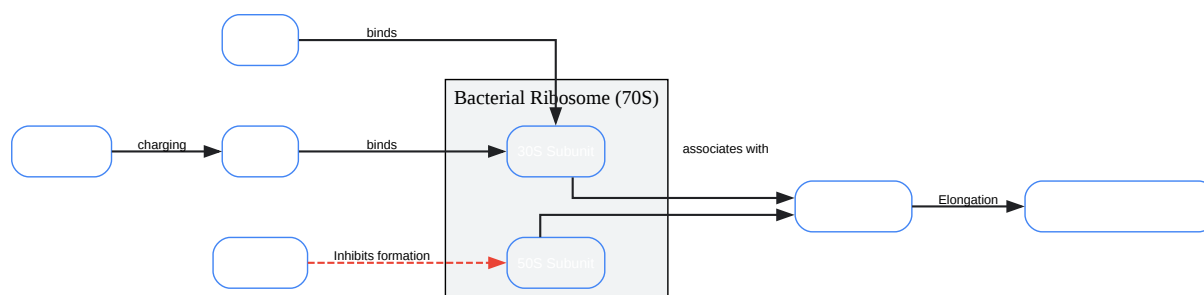 binds
Bacterial Ribosome (70S)
charging
binds
30S Subunit
associates with
Elongation
Inhibits formation
50S Subunit